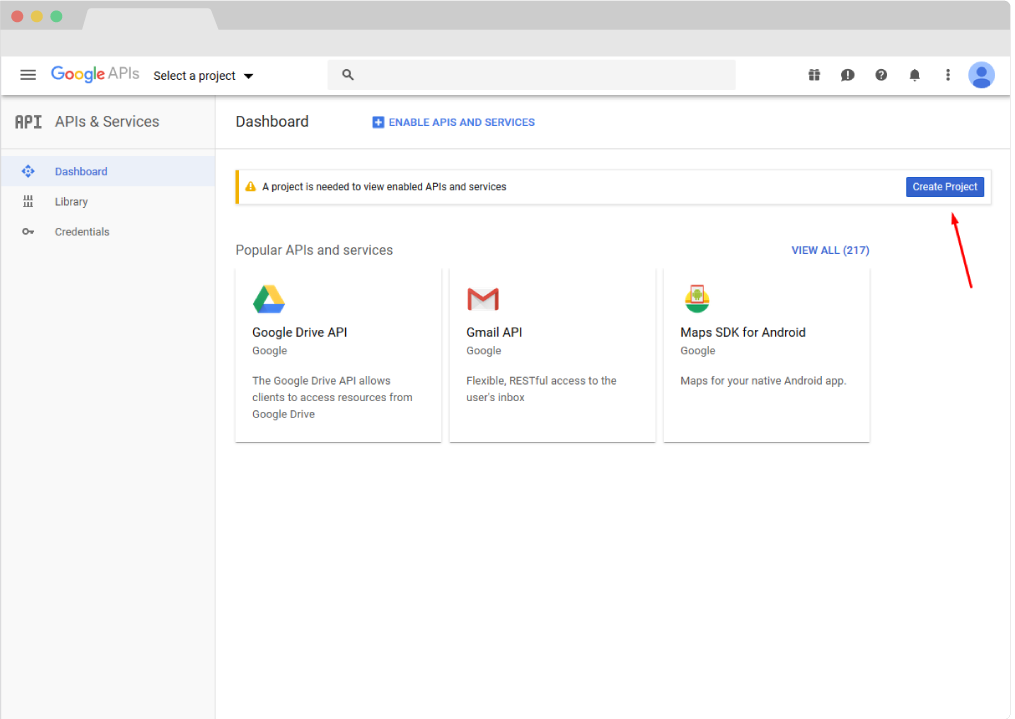 Google APIs Select a project
API APIs & Services
Dashboard
ENABLE APIS AND SERVICES
Dashboard
Library
Credentials
A project is needed to view enabled APIs and services
Create Project
Popular APIs and services
VIEW ALL (217)
Google Drive API
Google
The Google Drive API allows
clients to access resources from
Google Drive
Gmail API
Google
Flexible, RESTful access to the
user's inbox
Maps SDK for Android
Google
Maps for your native Android app.